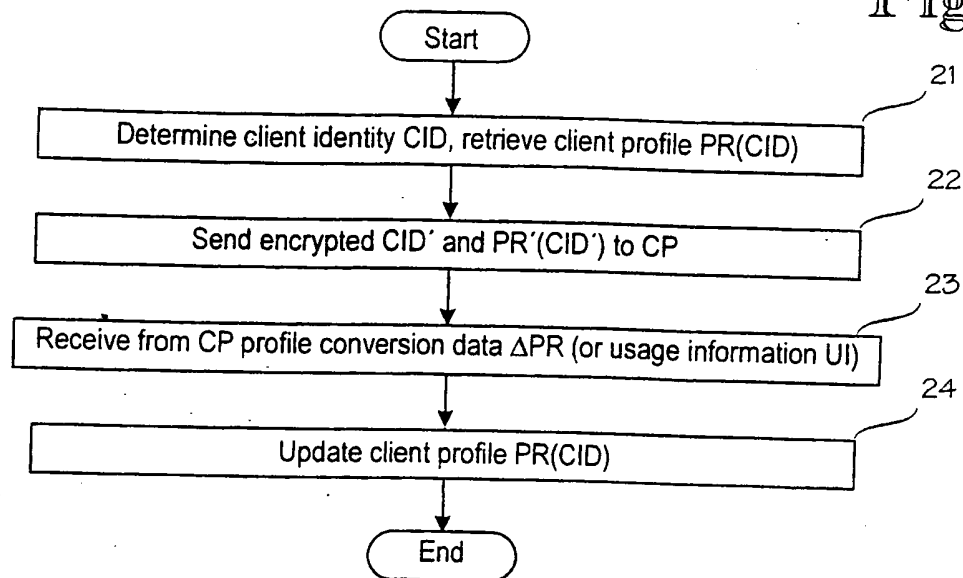 Fig
Start
21
Determine client identity CID, retrieve client profile PR(CID)
22
Send encrypted CID´ and PR´(CID´) to CP
23
Receive from CP profile conversion data ΔPR (or usage information UI)
24
Update client profile PR(CID)
End